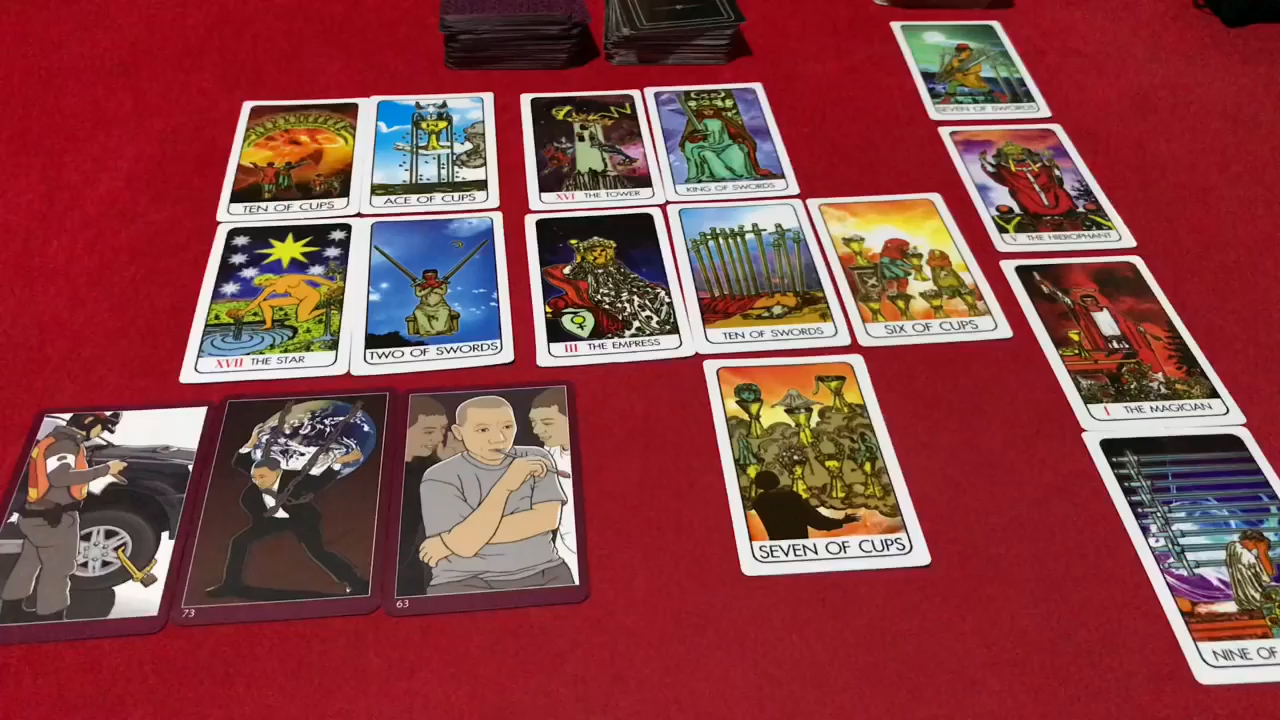 SEVEN OF SWORDS
TEN OF CUPS
ACE OF CUPS
XVI THE TOWER
KING OF SWORDS
V THE HIEROPHANT
XVII THE STAR
TWO OF SWORDS
III THE EMPRESS
TEN OF SWORDS
SIX OF CUPS
I THE MAGICIAN
SEVEN OF CUPS
73
63
NINE OF